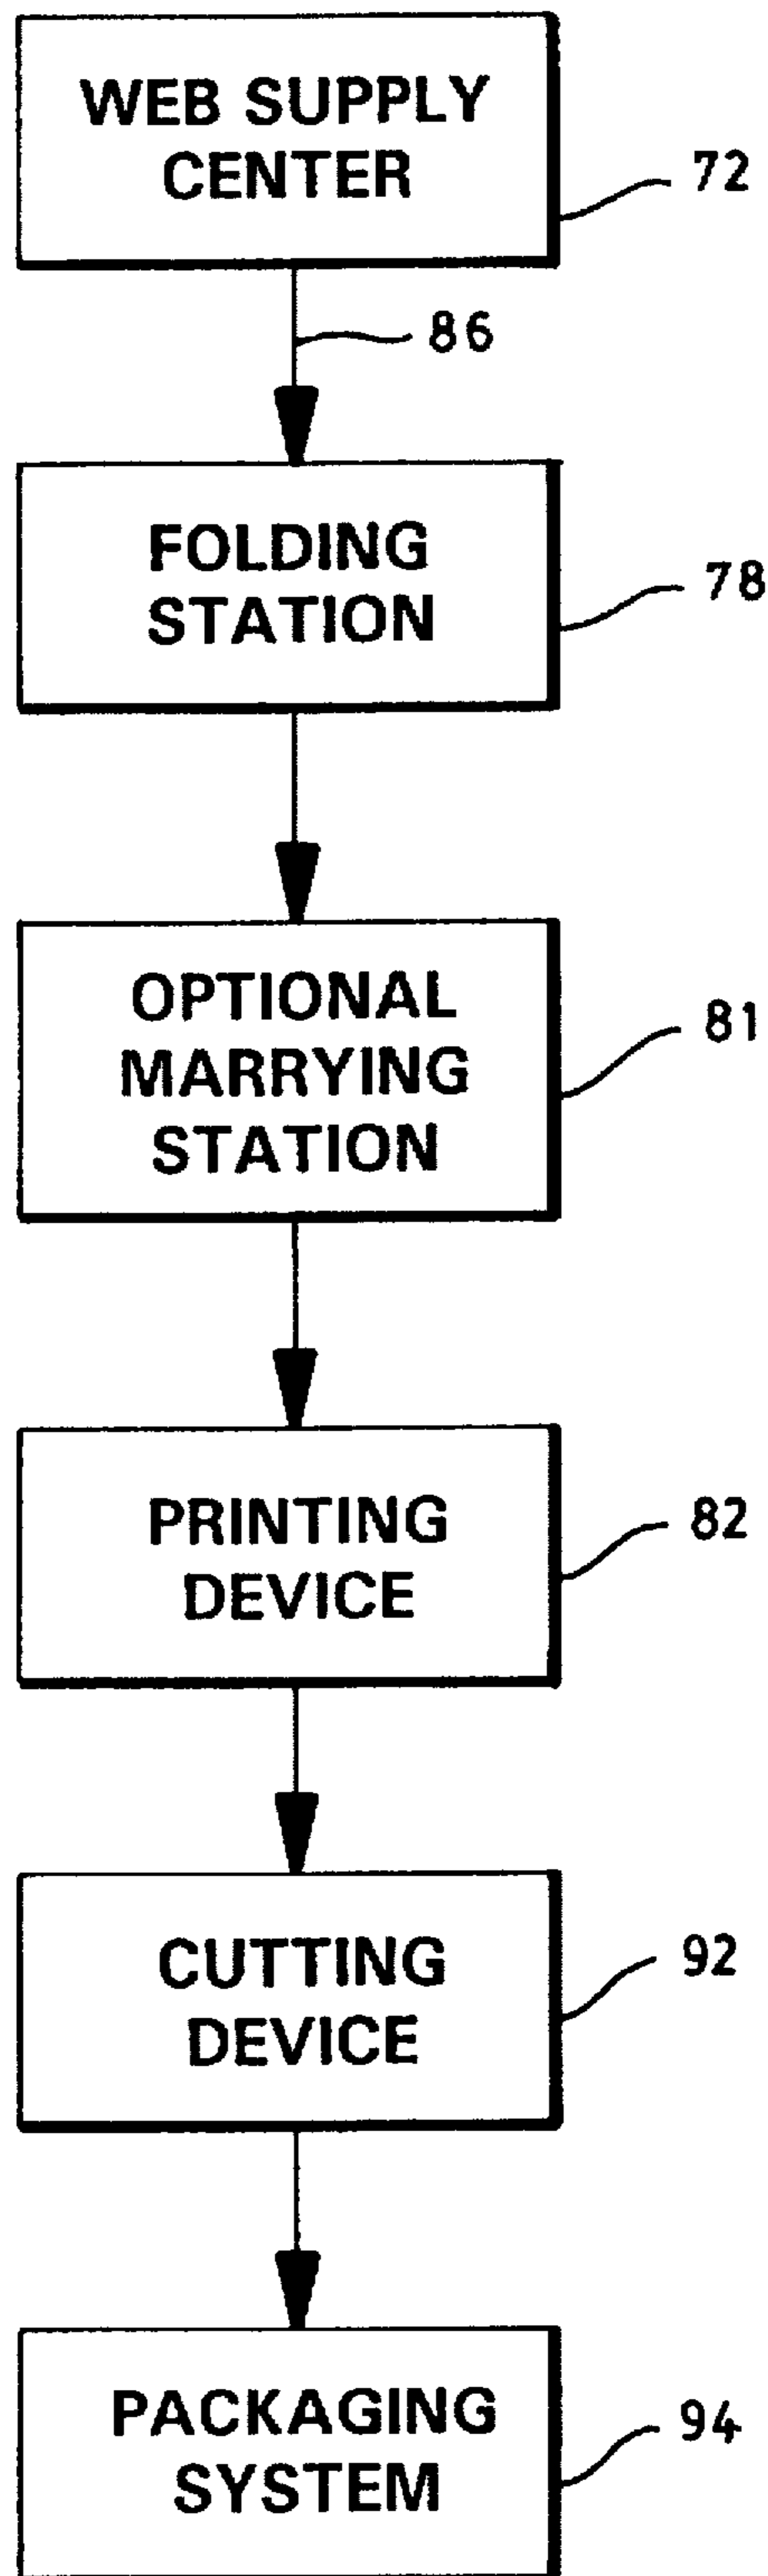 WEB SUPPLY
CENTER
72
86
FOLDING
STATION
78
OPTIONAL
MARRYING
STATION
81
PRINTING
DEVICE
82
CUTTING
DEVICE
92
PACKAGING
SYSTEM
94